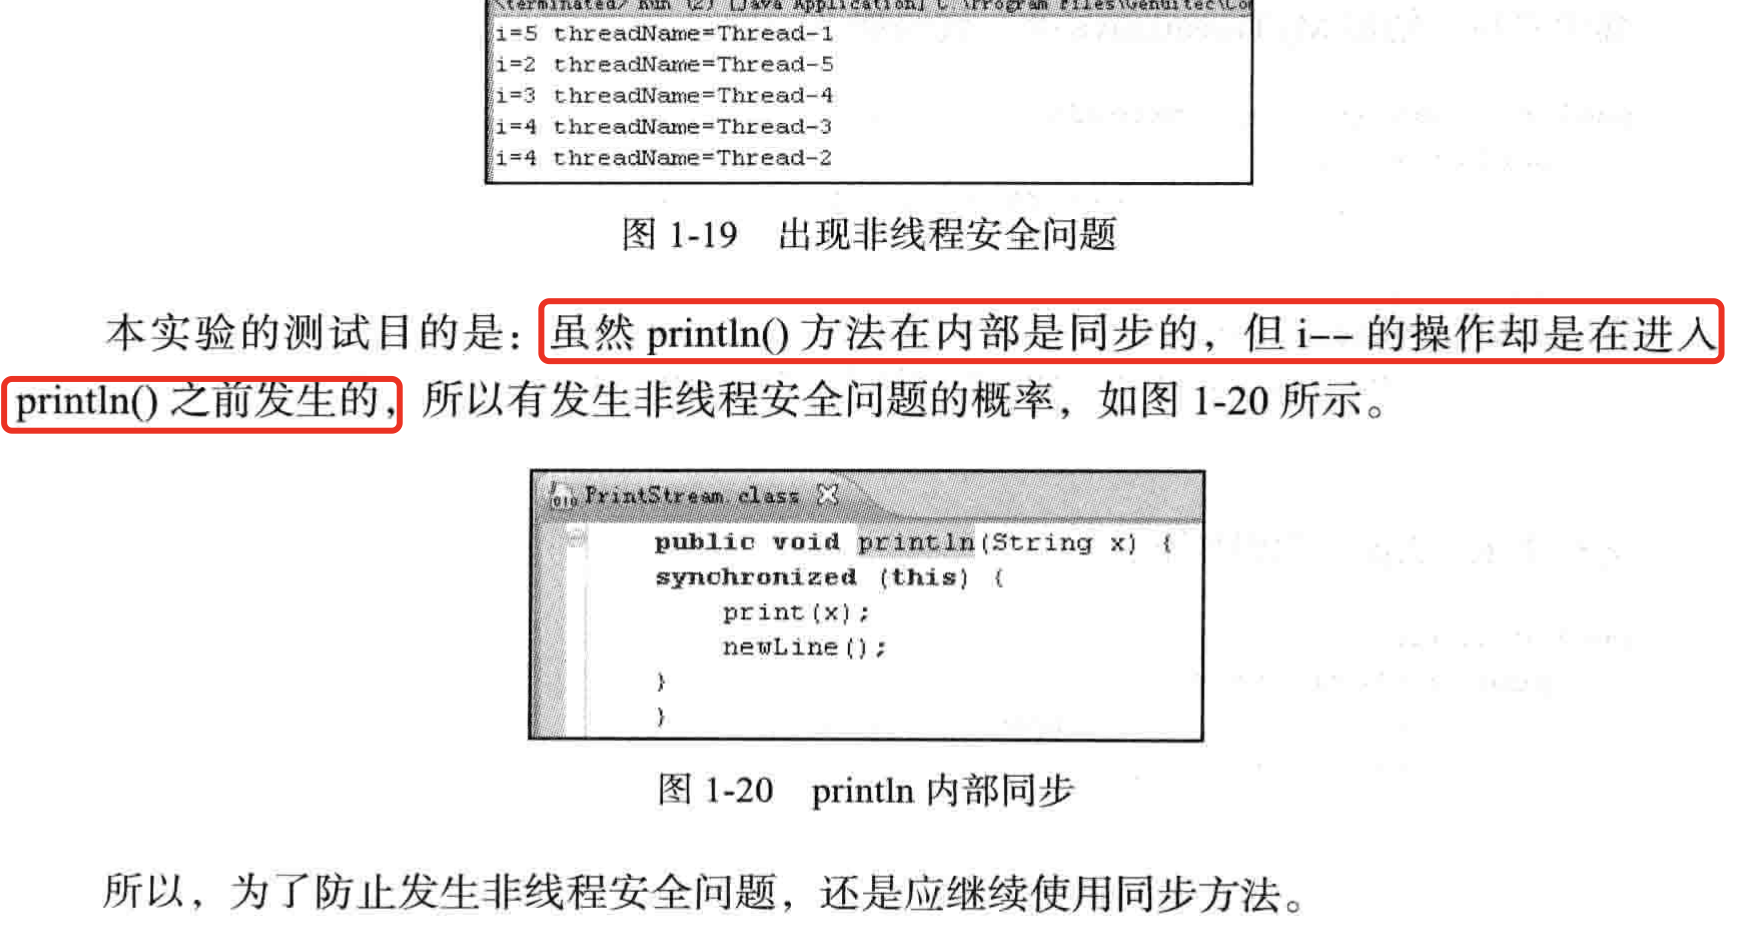 <terminated> Run (2) [Java Application] C:\Program Files\Genuitec\Co
i=5 threadName=Thread-1
i=2 threadName=Thread-5
i=3 threadName=Thread-4
i=4 threadName=Thread-3
i=4 threadName=Thread-2
图 1-19 出现非线程安全问题
本实验的测试目的是：虽然 println() 方法在内部是同步的，但 i-- 的操作却是在进入
println() 之前发生的，所以有发生非线程安全问题的概率，如图 1-20 所示。
PrintStream.class
public void println(String x) {
synchronized (this) {
print(x);
newLine();
}
}
图 1-20 println 内部同步
所以，为了防止发生非线程安全问题，还是应继续使用同步方法。